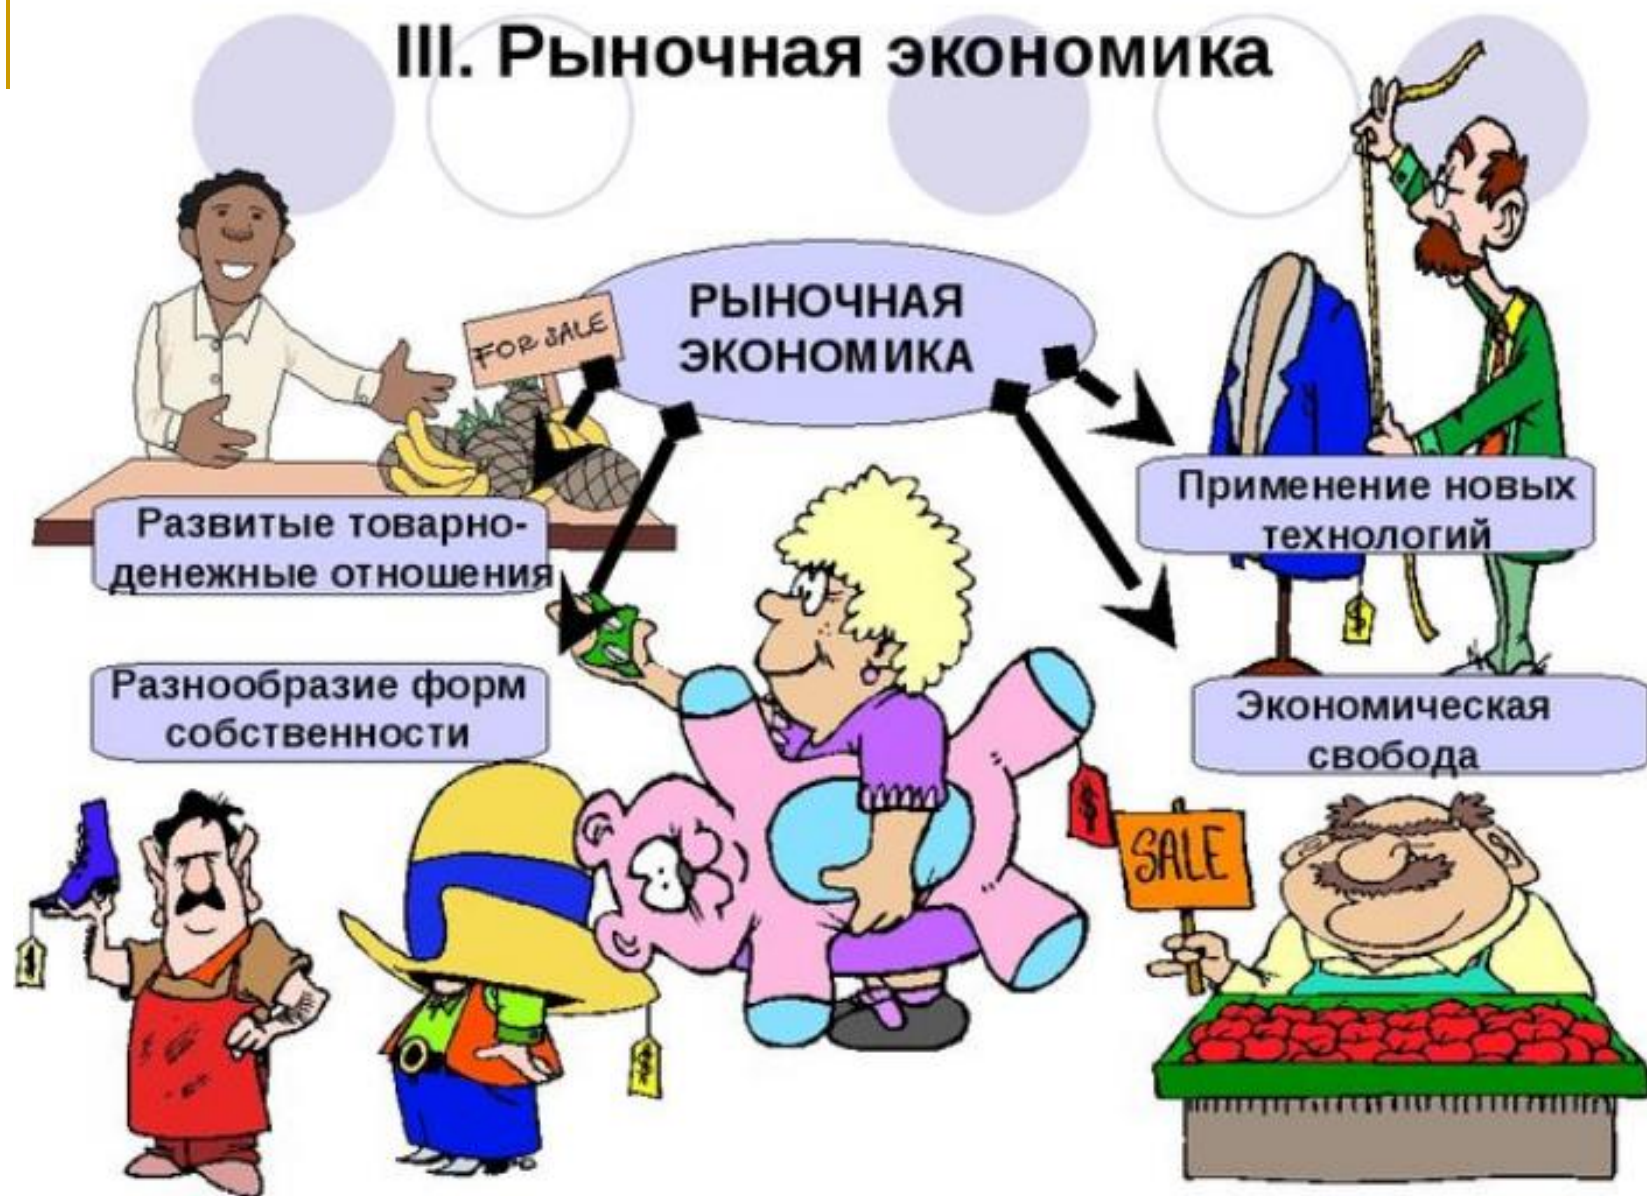 III. Рыночная экономика
FOR SALE
РЫНОЧНАЯ
ЭКОНОМИКА
Развитые товарно-
денежные отношения
Применение новых
технологий
$
Разнообразие форм
собственности
Экономическая
свобода
$
SALE
$
$